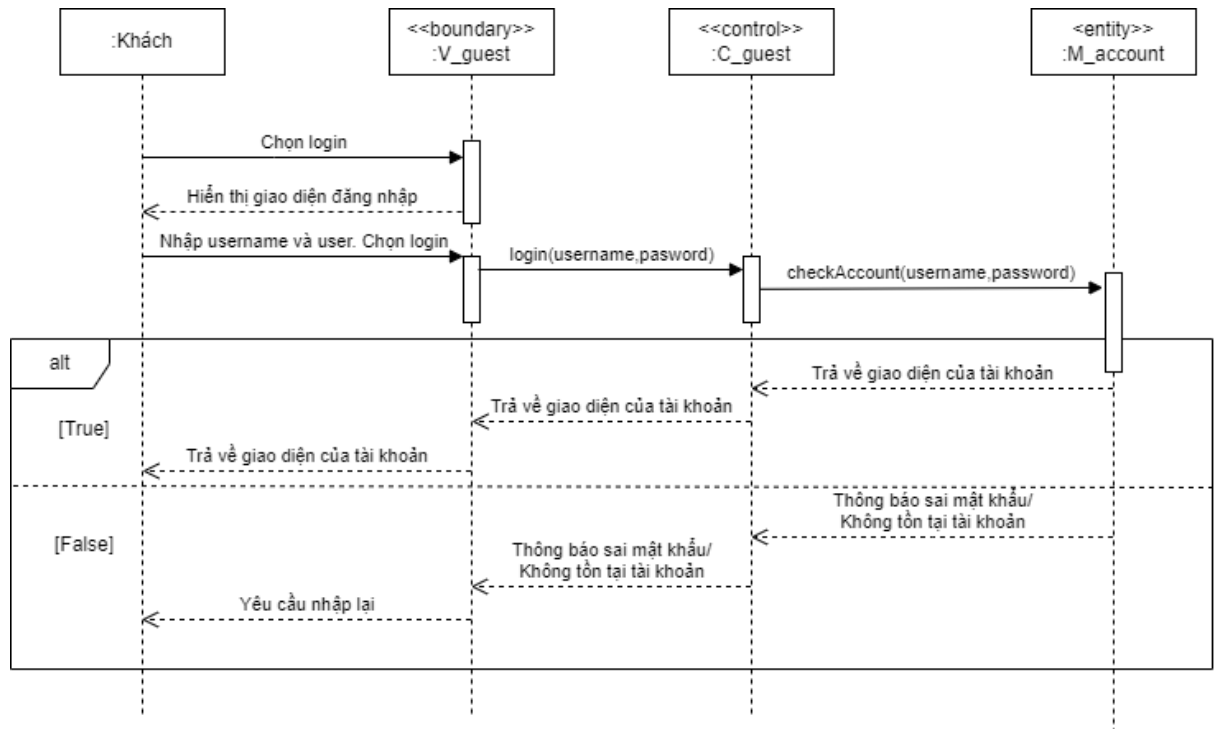 :Khách
<<boundary>>
:V_guest
<<control>>
:C_guest
<entity>>
:M_account
Chọn login
Hiển thị giao diện đăng nhập
Nhập username và user. Chọn login
login(username,pasword)
checkAccount(username,password)
alt
Trả về giao diện của tài khoản
Trả về giao diện của tài khoản
[True]
Trả về giao diện của tài khoản
Thông báo sai mật khẩu/
Không tồn tại tài khoản
[False]
Thông báo sai mật khẩu/
Không tồn tại tài khoản
Yêu cầu nhập lại